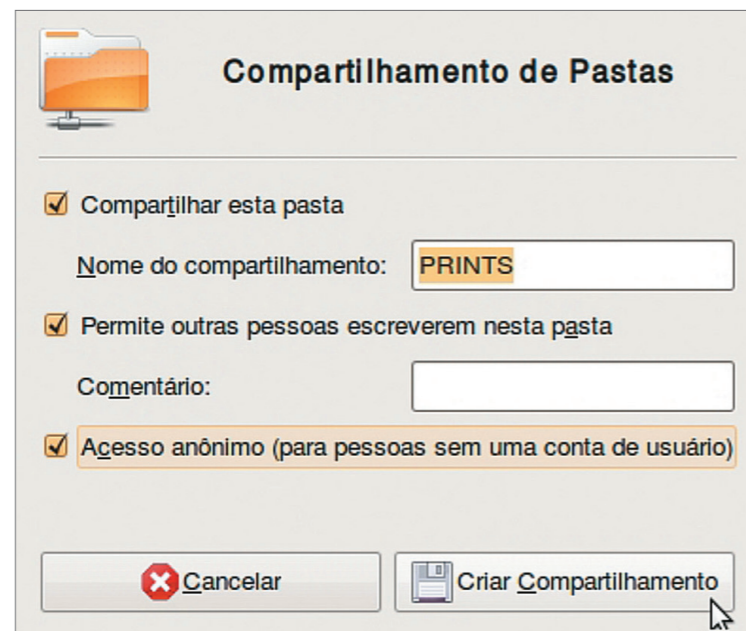 Compartilhamento de Pastas
Compartilhar esta pasta
Nome do compartilhamento: PRINTS
Permite outras pessoas escreverem nesta pasta
Comentário:
Acesso anônimo (para pessoas sem uma conta de usuário)
Cancelar Criar Compartilhamento